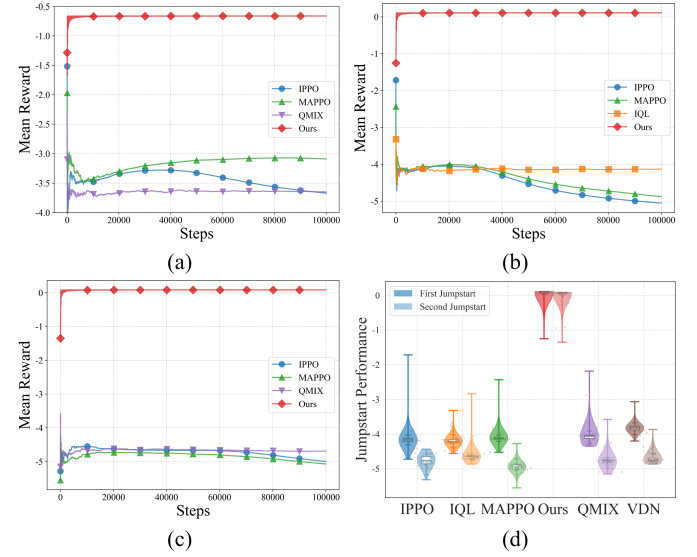 -0.5
-1.0
-1.5
-2.0
-2.5
-3.0
-3.5
-4.0
Mean Reward
0 20000 40000 60000 80000 100000
Steps
IPPO
MAPPO
QMIX
Ours
(a)
0
-1
-2
-3
-4
-5
Mean Reward
0 20000 40000 60000 80000 100000
Steps
IPPO
MAPPO
IQL
Ours
(b)
0
-1
-2
-3
-4
-5
Mean Reward
0 20000 40000 60000 80000 100000
Steps
IPPO
MAPPO
QMIX
Ours
(c)
0
-1
-2
-3
-4
-5
Jumpstart Performance
First Jumpstart
Second Jumpstart
IPPO IQL MAPPO Ours QMIX VDN
(d)